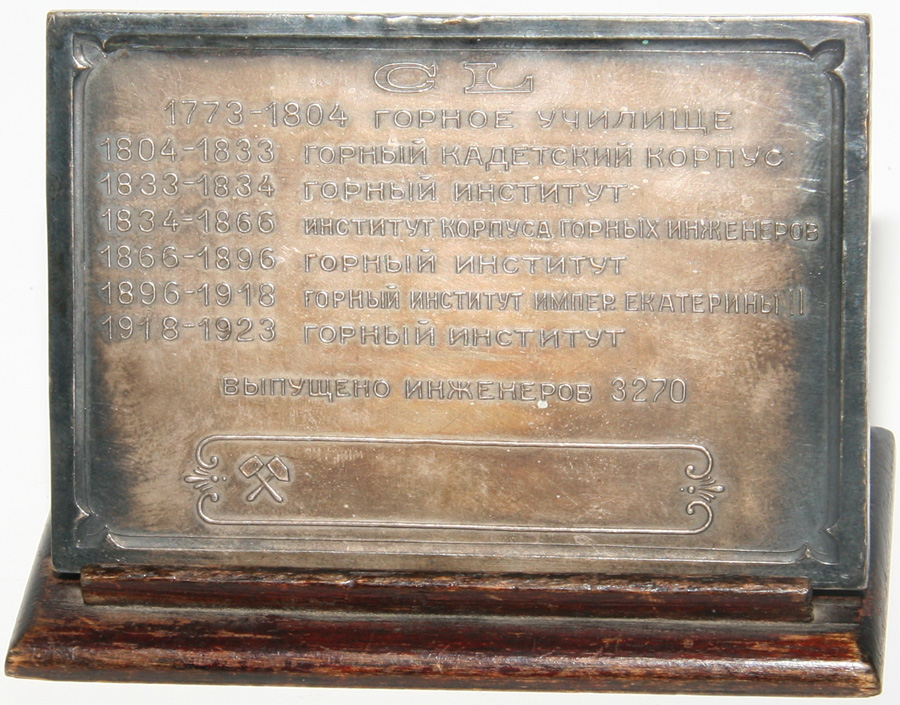 CL
1773-1804 ГОРНОЕ УЧИЛИЩЕ
1804-1833 ГОРНЫЙ КАДЕТСКИЙ КОРПУС
1833-1834 ГОРНЫЙ ИНСТИТУТ
1834-1866 ИНСТИТУТ КОРПУСА ГОРНЫХ ИНЖЕНЕРОВ
1866-1896 ГОРНЫЙ ИНСТИТУТ
1896-1918 ГОРНЫЙ ИНСТИТУТ ИМПЕР. ЕКАТЕРИНЫ II
1918-1923 ГОРНЫЙ ИНСТИТУТ
ВЫПУЩЕНО ИНЖЕНЕРОВ 3270